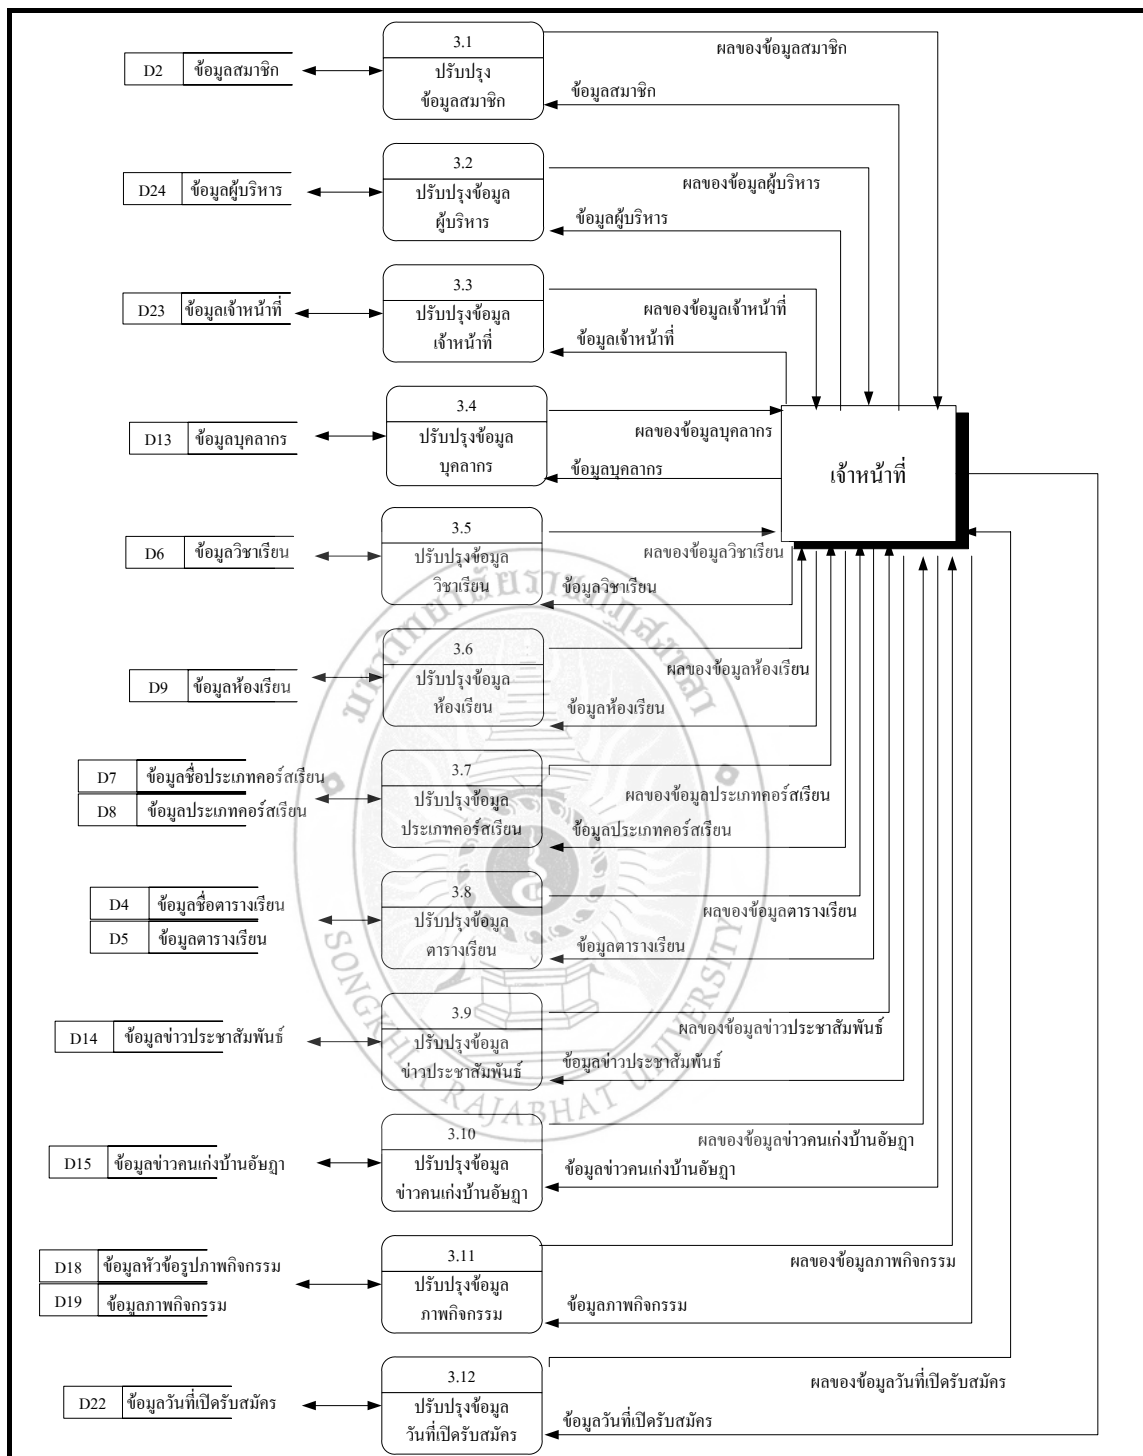 3.1
ผลของข้อมูลสมาชิก
D2 ข้อมูลสมาชิก
ปรับปรุง
ข้อมูลสมาชิก
ข้อมูลสมาชิก
3.2
ผลของข้อมูลผู้บริหาร
D24 ข้อมูลผู้บริหาร
ปรับปรุงข้อมูล
ผู้บริหาร
ข้อมูลผู้บริหาร
3.3
ผลของข้อมูลเจ้าหน้าที่
D23 ข้อมูลเจ้าหน้าที่
ปรับปรุงข้อมูล
เจ้าหน้าที่
ข้อมูลเจ้าหน้าที่
3.4
ผลของข้อมูลบุคลากร
D13 ข้อมูลบุคลากร
ปรับปรุงข้อมูล
บุคลากร
ข้อมูลบุคลากร
เจ้าหน้าที่
3.5
ผลของข้อมูลวิชาเรียน
D6 ข้อมูลวิชาเรียน
ปรับปรุงข้อมูล
วิชาเรียน
ข้อมูลวิชาเรียน
มหาวิทยาลัยราชภัฏสงขลา
3.6
ผลของข้อมูลห้องเรียน
D9 ข้อมูลห้องเรียน
ปรับปรุงข้อมูล
ห้องเรียน
ข้อมูลห้องเรียน
3.7
D7 ข้อมูลชื่อประเภทคอร์สเรียน
D8 ข้อมูลประเภทคอร์สเรียน
ปรับปรุงข้อมูล
ประเภทคอร์สเรียน
ผลของข้อมูลประเภทคอร์สเรียน
ข้อมูลประเภทคอร์สเรียน
3.8
D4 ข้อมูลชื่อตารางเรียน
D5 ข้อมูลตารางเรียน
ปรับปรุงข้อมูล
ตารางเรียน
ผลของข้อมูลตารางเรียน
ข้อมูลตารางเรียน
3.9
ผลของข้อมูลข่าวประชาสัมพันธ์
D14 ข้อมูลข่าวประชาสัมพันธ์
ปรับปรุงข้อมูล
ข่าวประชาสัมพันธ์
ข้อมูลข่าวประชาสัมพันธ์
SONGKHLA RAJABHAT UNIVERSITY
3.10
ผลของข้อมูลข่าวคนเก่งบ้านอัษฎา
D15 ข้อมูลข่าวคนเก่งบ้านอัษฎา
ปรับปรุงข้อมูล
ข่าวคนเก่งบ้านอัษฎา
ข้อมูลข่าวคนเก่งบ้านอัษฎา
3.11
ผลของข้อมูลภาพกิจกรรม
D18 ข้อมูลหัวข้อรูปภาพกิจกรรม
D19 ข้อมูลภาพกิจกรรม
ปรับปรุงข้อมูล
ภาพกิจกรรม
ข้อมูลภาพกิจกรรม
3.12
ผลของข้อมูลวันที่เปิดรับสมัคร
D22 ข้อมูลวันที่เปิดรับสมัคร
ปรับปรุงข้อมูล
วันที่เปิดรับสมัคร
ข้อมูลวันที่เปิดรับสมัคร